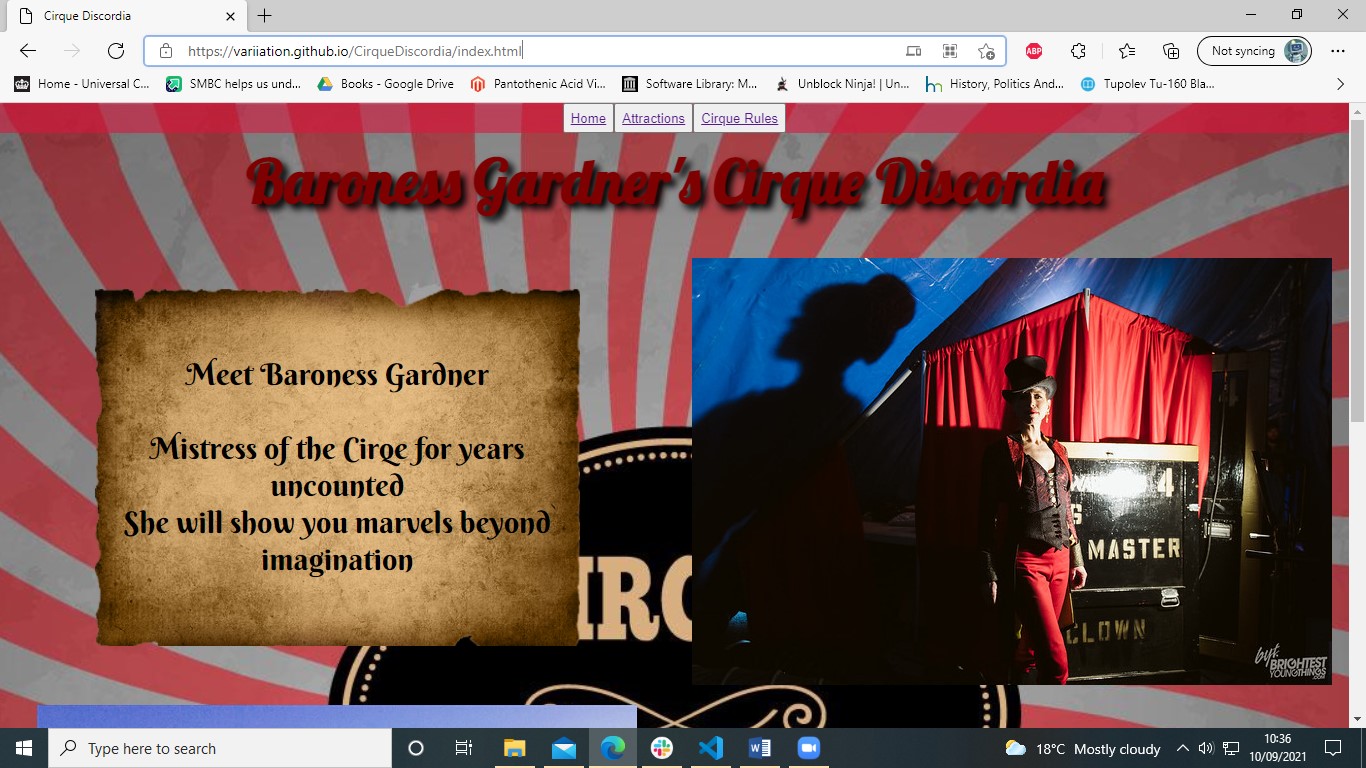 Cirque Discordia
https://variiation.github.io/CirqueDiscordia/index.html
ABP
Not syncing
Home - Universal C...
SMBC helps us und...
Books - Google Drive
Pantothenic Acid Vi...
Software Library: M...
Unblock Ninja! | Un...
History, Politics And...
Tupolev Tu-160 Bla...
Home
Attractions
Cirque Rules
Baroness Gardner's Cirque Discordia
Meet Baroness Gardner
Mistress of the Cirqe for years
uncounted
She will show you marvels beyond
imagination
4
MASTER
CLOWN
byt:
BRIGHTEST
YOUNGTHINGS
.com
Type here to search
18°C Mostly cloudy
10:36
10/09/2021